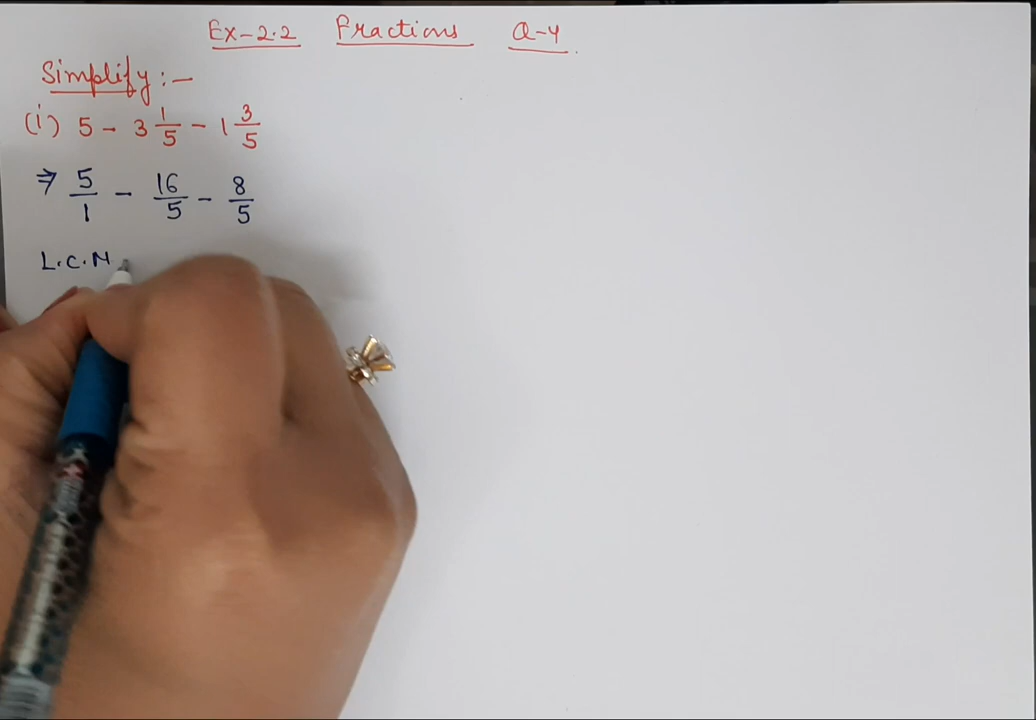 Ex-2.2 Fractions Q-4
Simplify:-
(i) 5 - 3 1/5 - 1 3/5
⇒ 5/1 - 16/5 - 8/5
L.C.M